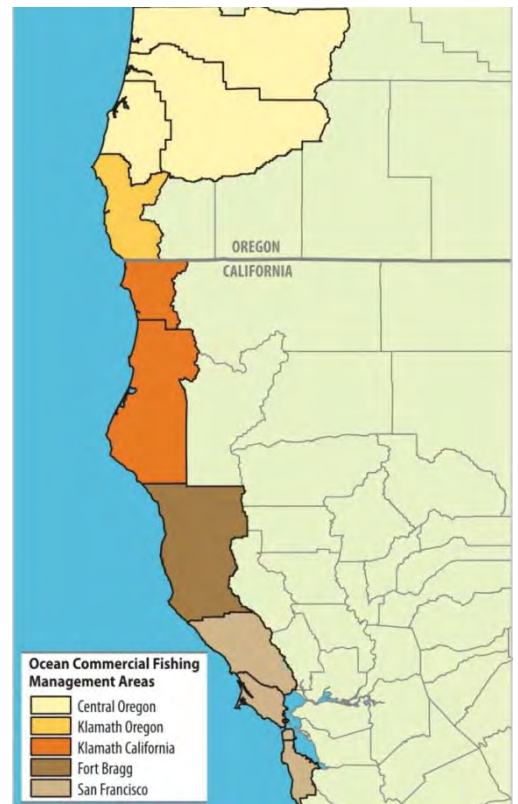 OREGON
CALIFORNIA
Ocean Commercial Fishing
Management Areas
Central Oregon
Klamath Oregon
Klamath California
Fort Bragg
San Francisco